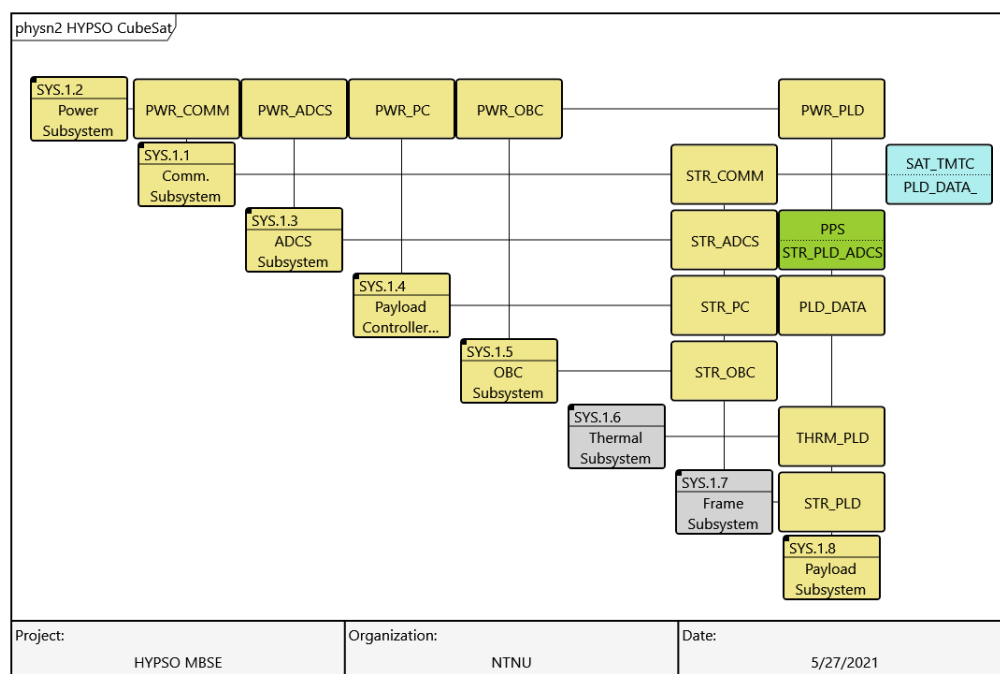 physn2 HYPSO CubeSat
SYS.1.2
Power
Subsystem
PWR_COMM
PWR_ADCS
PWR_PC
PWR_OBC
PWR_PLD
SYS.1.1
Comm.
Subsystem
STR_COMM
SAT_TMTC
PLD_DATA_
SYS.1.3
ADCS
Subsystem
STR_ADCS
PPS
STR_PLD_ADCS
SYS.1.4
Payload
Controller...
STR_PC
PLD_DATA
SYS.1.5
OBC
Subsystem
STR_OBC
SYS.1.6
Thermal
Subsystem
THRM_PLD
SYS.1.7
Frame
Subsystem
STR_PLD
SYS.1.8
Payload
Subsystem
Project:
HYPSO MBSE
Organization:
NTNU
Date:
5/27/2021